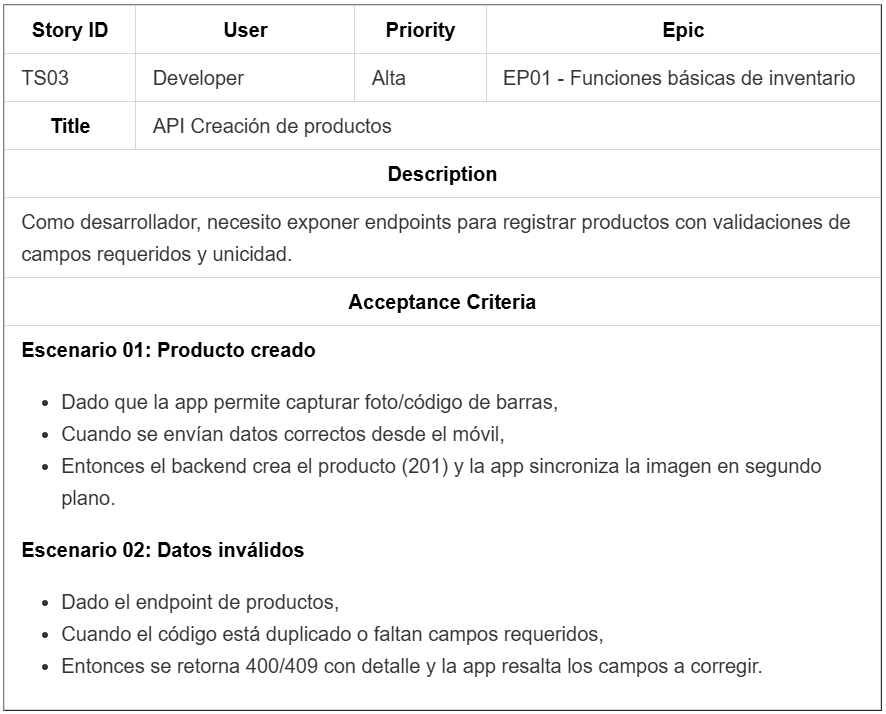 Story ID User Priority Epic
TS03 Developer Alta EP01 - Funciones básicas de inventario
Title API Creación de productos
Description
Como desarrollador, necesito exponer endpoints para registrar productos con validaciones de
campos requeridos y unicidad.
Acceptance Criteria
Escenario 01: Producto creado
• Dado que la app permite capturar foto/código de barras,
• Cuando se envían datos correctos desde el móvil,
• Entonces el backend crea el producto (201) y la app sincroniza la imagen en segundo
plano.
Escenario 02: Datos inválidos
• Dado el endpoint de productos,
• Cuando el código está duplicado o faltan campos requeridos,
• Entonces se retorna 400/409 con detalle y la app resalta los campos a corregir.